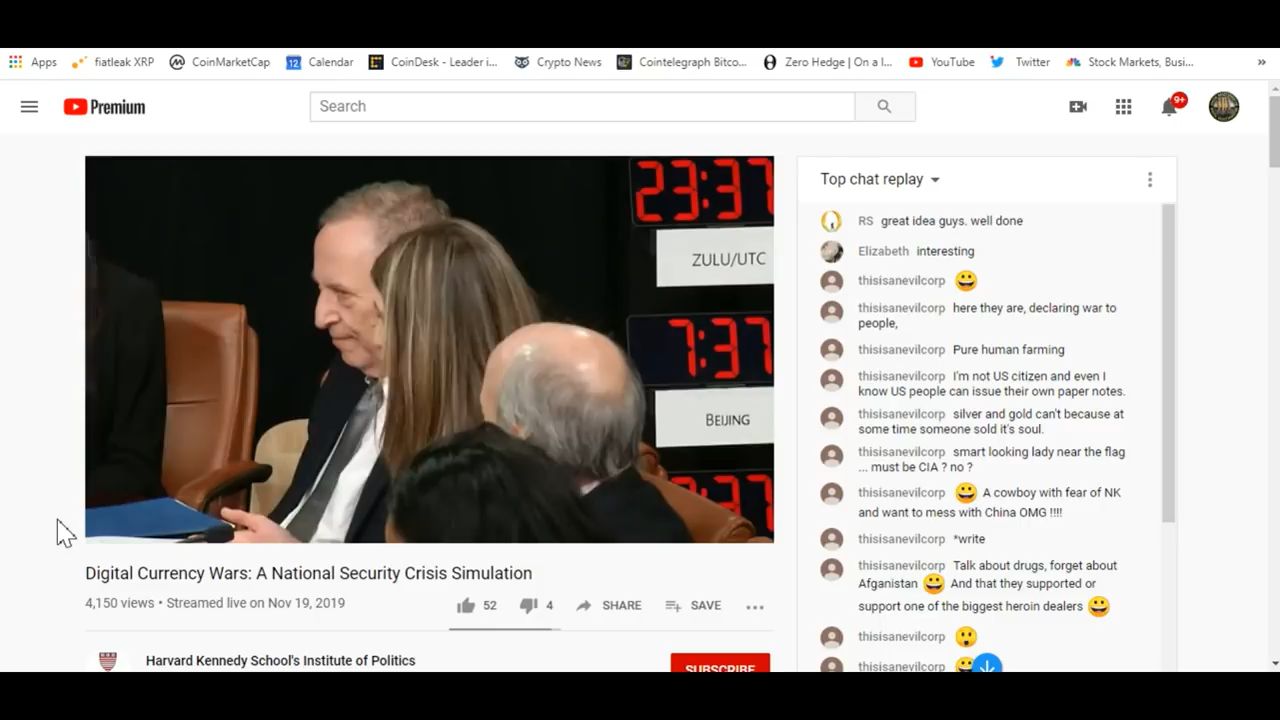 Apps fiatleak XRP CoinMarketCap Calendar CoinDesk - Leader i... Crypto News Cointelegraph Bitco... Zero Hedge | On a l... YouTube Twitter Stock Markets, Busi... »
Premium
Search
9+
23:37
ZULU/UTC
7:37
BEIJING
Digital Currency Wars: A National Security Crisis Simulation
4,150 views • Streamed live on Nov 19, 2019
52 4 SHARE SAVE ...
Harvard Kennedy School's Institute of Politics
SUBSCRIBE
Top chat replay
RS great idea guys. well done
Elizabeth interesting
thisisanevilcorp 😀
thisisanevilcorp here they are, declaring war to
people,
thisisanevilcorp Pure human farming
thisisanevilcorp I'm not US citizen and even I
know US people can issue their own paper notes.
thisisanevilcorp silver and gold can't because at
some time someone sold it's soul.
thisisanevilcorp smart looking lady near the flag
... must be CIA ? no ?
thisisanevilcorp 😀 A cowboy with fear of NK
and want to mess with China OMG !!!!
thisisanevilcorp *write
thisisanevilcorp Talk about drugs, forget about
Afganistan 😀 And that they supported or
support one of the biggest heroin dealers 😀
thisisanevilcorp 😲
thisisanevilcorp